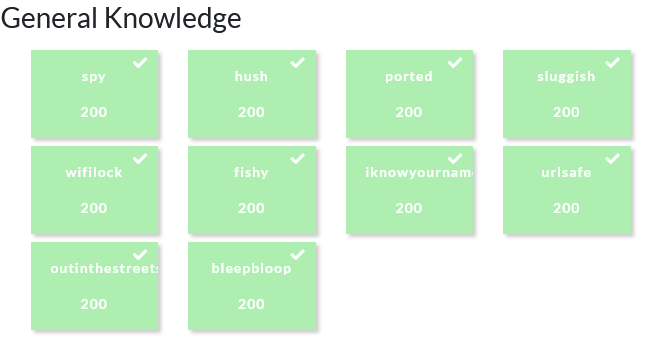 General Knowledge
spy
hush
ported
sluggish
200
200
200
200
wifilock
fishy
iknowyournam
urlsafe
200
200
200
200
outinthestreets
bleepbloop
200
200